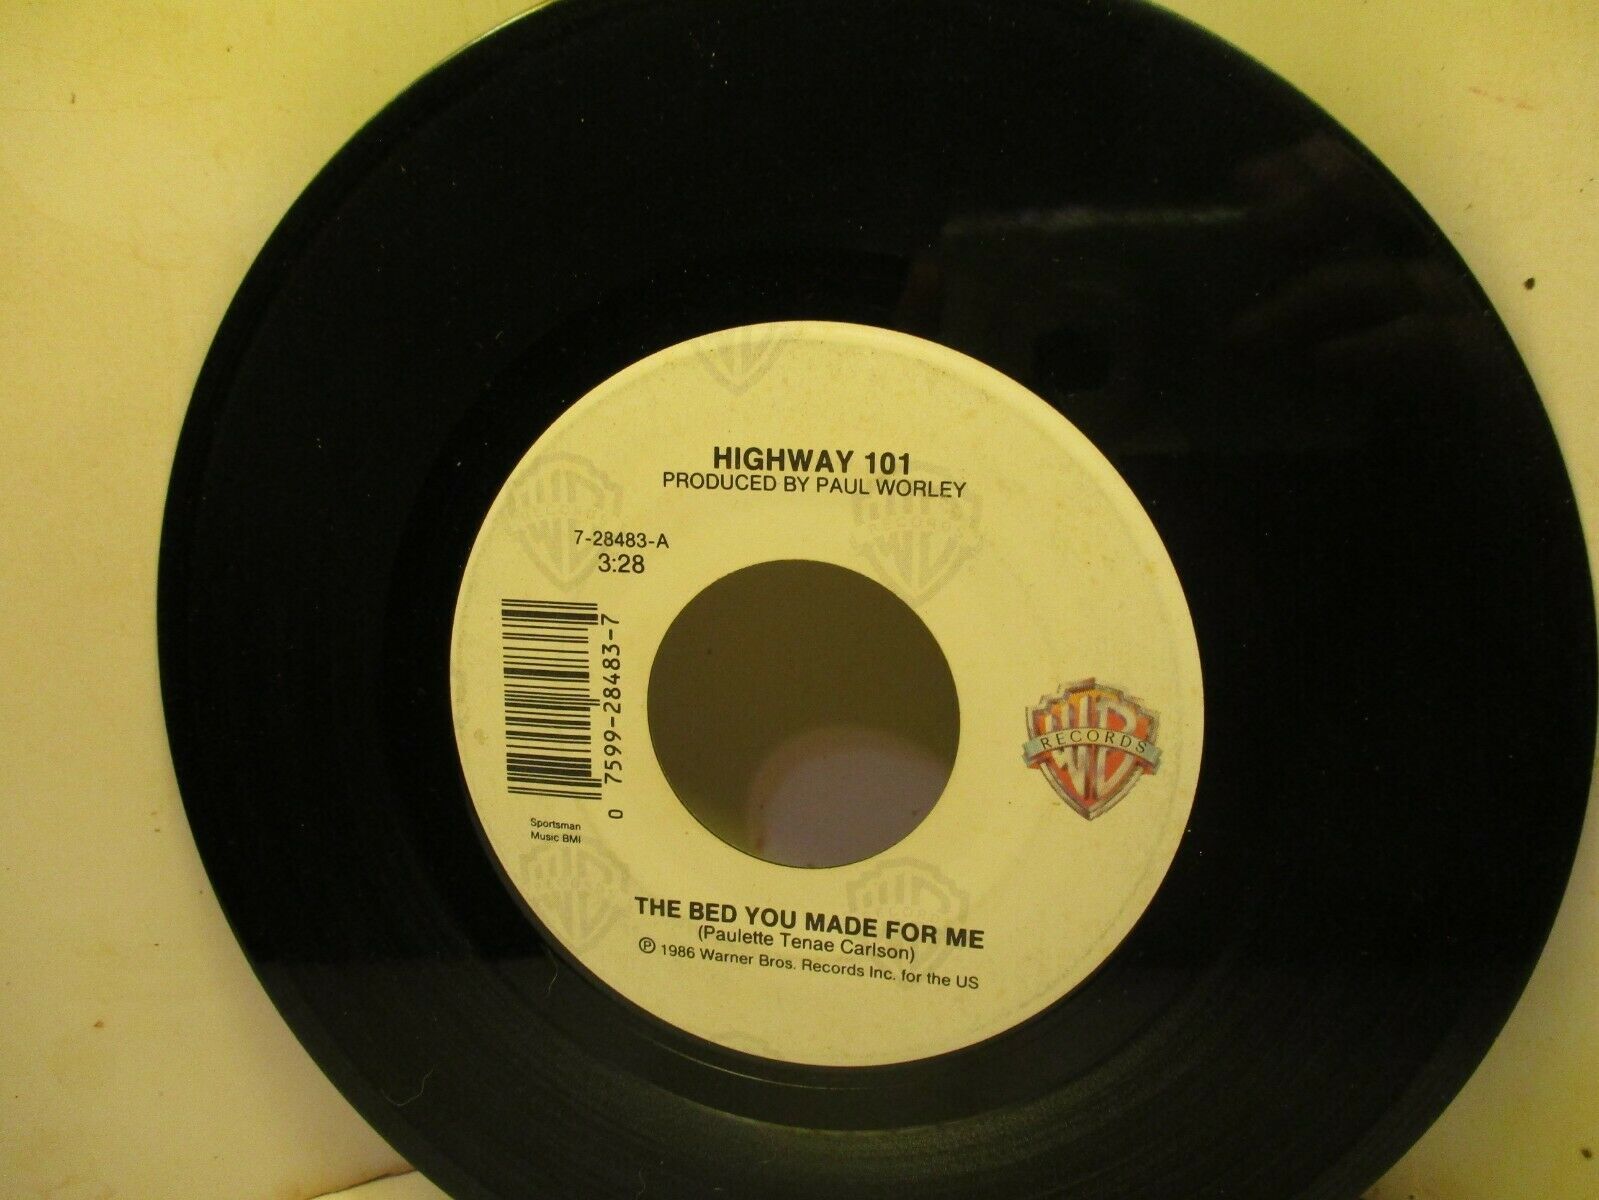 HIGHWAY 101
PRODUCED BY PAUL WORLEY
7-28483-A
3:28
0 7599-28483-7
Sportsman
Music BMI
WB
RECORDS
THE BED YOU MADE FOR ME
(Paulette Tenae Carlson)
℗ 1986 Warner Bros. Records Inc. for the US